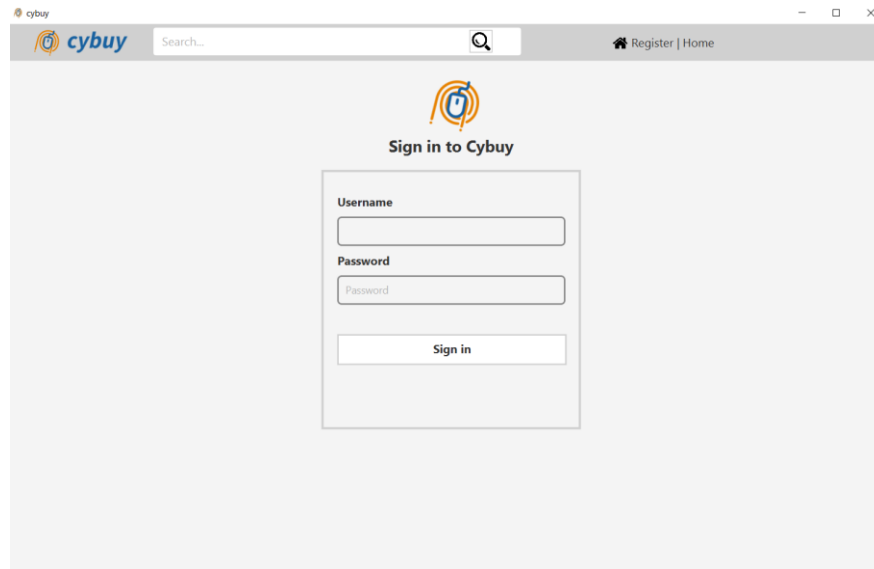 cybuy
cybuy Search... Register | Home
Sign in to Cybuy
Username
Password
Password
Sign in